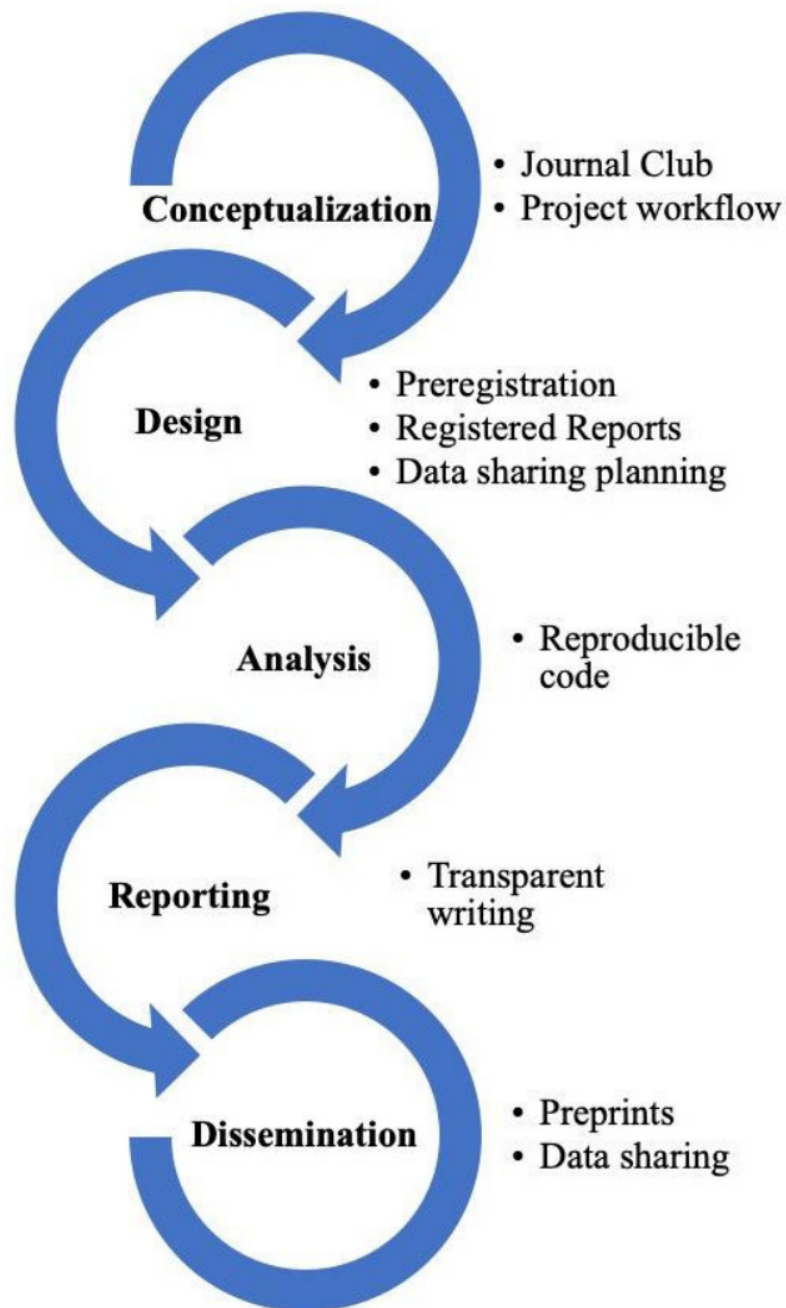 Conceptualization
• Journal Club
• Project workflow
Design
• Preregistration
• Registered Reports
• Data sharing planning
Analysis
• Reproducible
code
Reporting
• Transparent
writing
Dissemination
• Preprints
• Data sharing